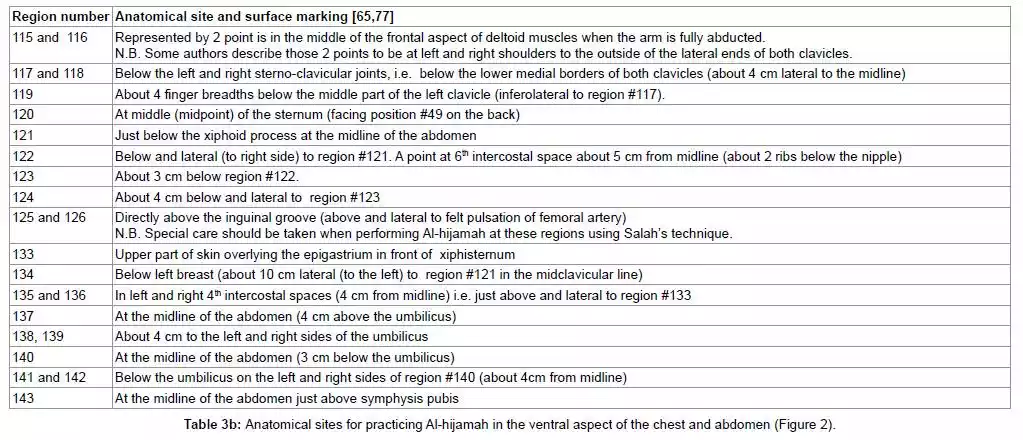 Region number Anatomical site and surface marking [65,77]
115 and 116 Represented by 2 point is in the middle of the frontal aspect of deltoid muscles when the arm is fully abducted.
N.B. Some authors describe those 2 points to be at left and right shoulders to the outside of the lateral ends of both clavicles.
117 and 118 Below the left and right sterno-clavicular joints, i.e. below the lower medial borders of both clavicles (about 4 cm lateral to the midline)
119 About 4 finger breadths below the middle part of the left clavicle (inferolateral to region #117).
120 At middle (midpoint) of the sternum (facing position #49 on the back)
121 Just below the xiphoid process at the midline of the abdomen
122 Below and lateral (to right side) to region #121. A point at 6th intercostal space about 5 cm from midline (about 2 ribs below the nipple)
123 About 3 cm below region #122.
124 About 4 cm below and lateral to region #123
125 and 126 Directly above the inguinal groove (above and lateral to felt pulsation of femoral artery)
N.B. Special care should be taken when performing Al-hijamah at these regions using Salah's technique.
133 Upper part of skin overlying the epigastrium in front of xiphisternum
134 Below left breast (about 10 cm lateral (to the left) to region #121 in the midclavicular line)
135 and 136 In left and right 4th intercostal spaces (4 cm from midline) i.e. just above and lateral to region #133
137 At the midline of the abdomen (4 cm above the umbilicus)
138, 139 About 4 cm to the left and right sides of the umbilicus
140 At the midline of the abdomen (3 cm below the umbilicus)
141 and 142 Below the umbilicus on the left and right sides of region #140 (about 4cm from midline)
143 At the midline of the abdomen just above symphysis pubis
Table 3b: Anatomical sites for practicing Al-hijamah in the ventral aspect of the chest and abdomen (Figure 2).